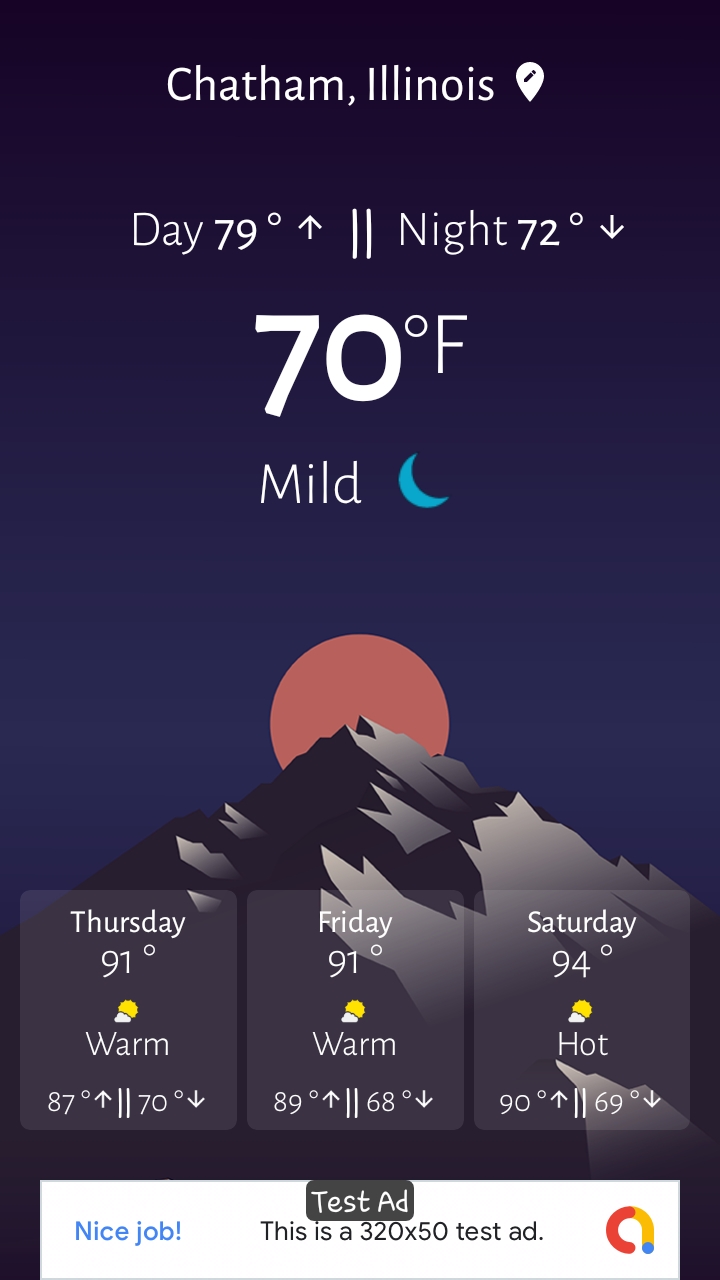 Chatham, Illinois
Day 79 ° ↑ || Night 72 ° ↓
70°F
Mild
Thursday
91 °
Warm
87 °↑|| 70 °↓
Friday
91 °
Warm
89 °↑|| 68 °↓
Saturday
94 °
Hot
90 °↑|| 69 °↓
Test Ad
Nice job! This is a 320x50 test ad.